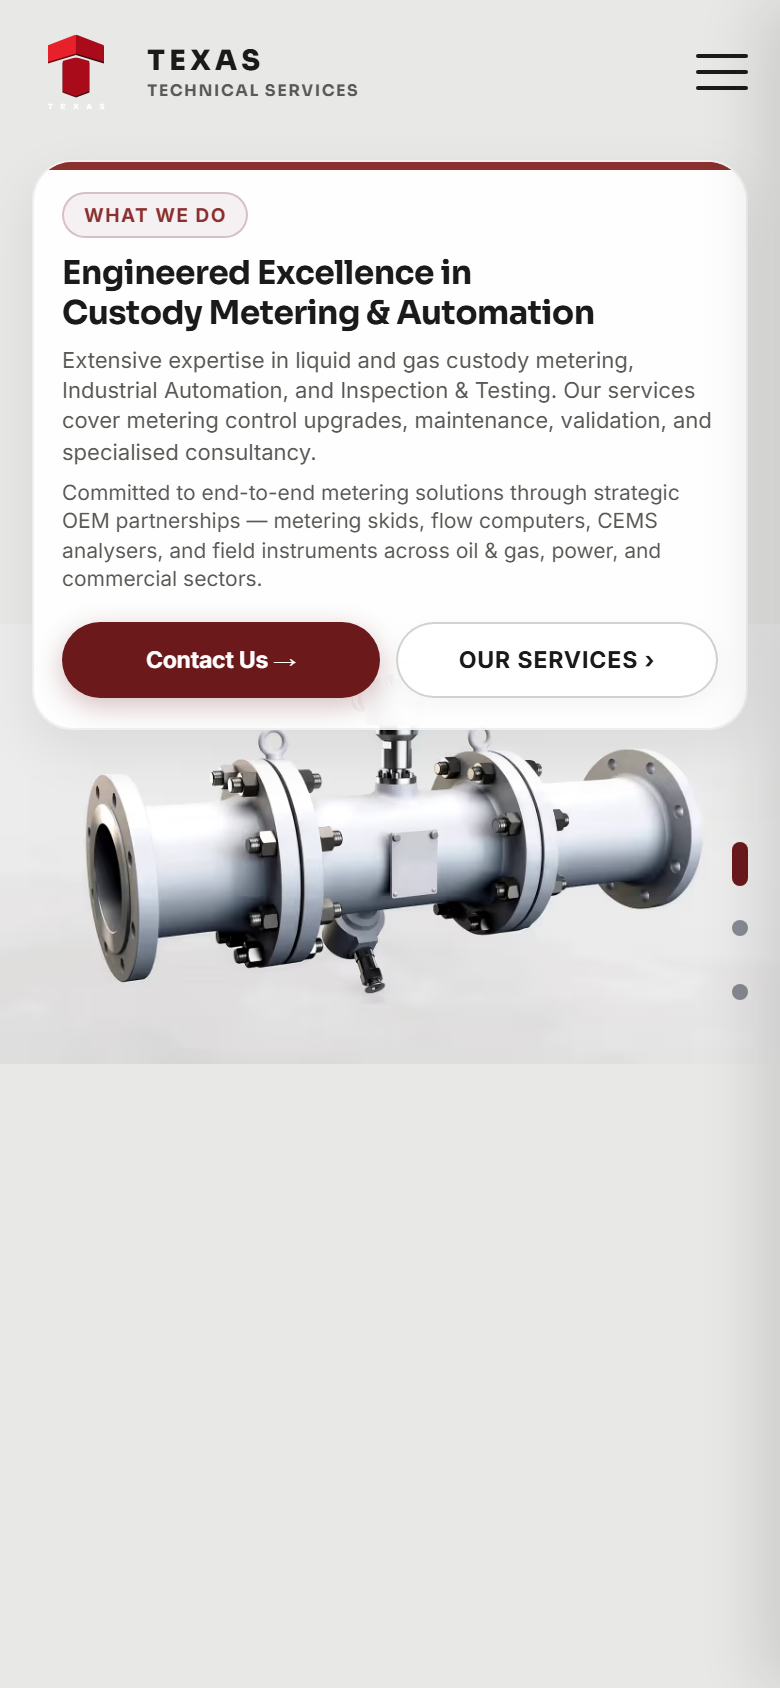 TEXAS
TEXAS
TECHNICAL SERVICES
WHAT WE DO
Engineered Excellence in
Custody Metering & Automation
Extensive expertise in liquid and gas custody metering,
Industrial Automation, and Inspection & Testing. Our services
cover metering control upgrades, maintenance, validation, and
specialised consultancy.
Committed to end-to-end metering solutions through strategic
OEM partnerships — metering skids, flow computers, CEMS
analysers, and field instruments across oil & gas, power, and
commercial sectors.
Contact Us →
OUR SERVICES ›